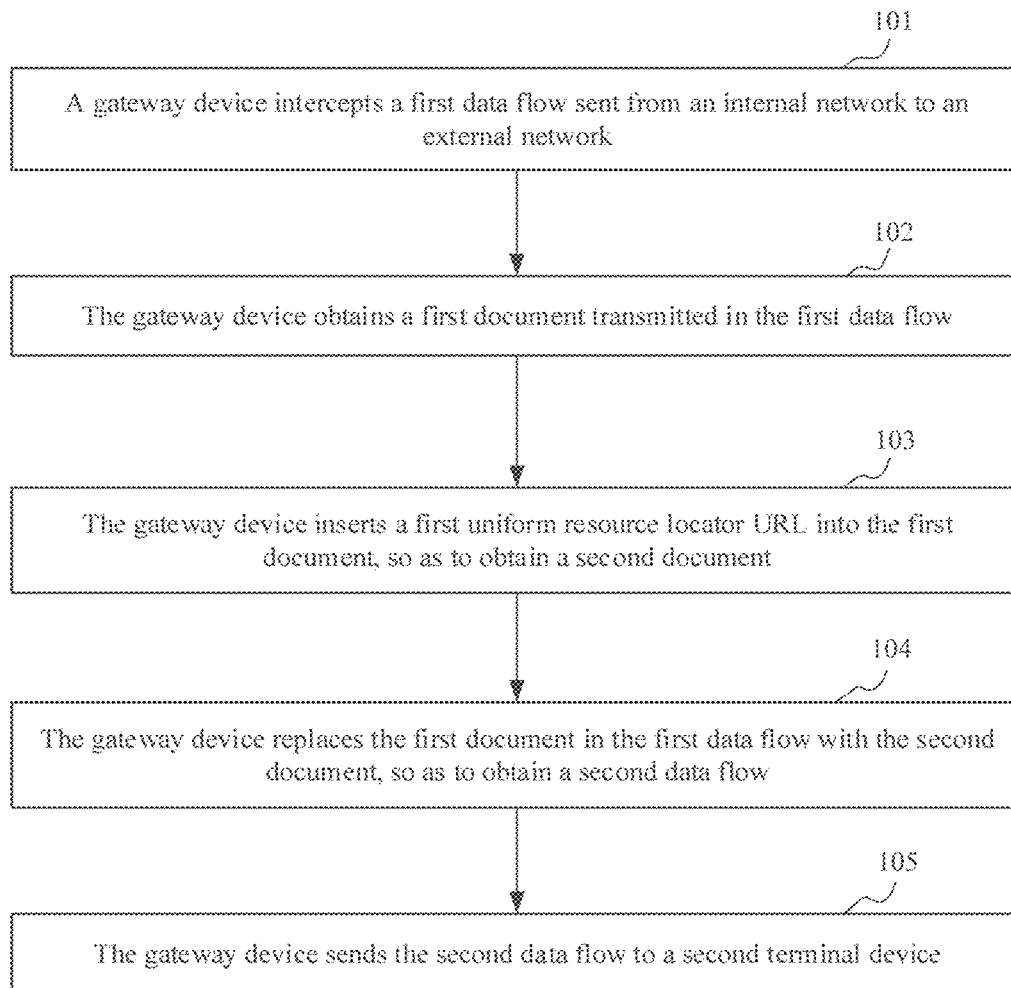 101
A gateway device intercepts a first data flow sent from an internal network to an
external network
102
The gateway device obtains a first document transmitted in the first data flow
103
The gateway device inserts a first uniform resource locator URL into the first
document, so as to obtain a second document
104
The gateway device replaces the first document in the first data flow with the second
document, so as to obtain a second data flow
105
The gateway device sends the second data flow to a second terminal device